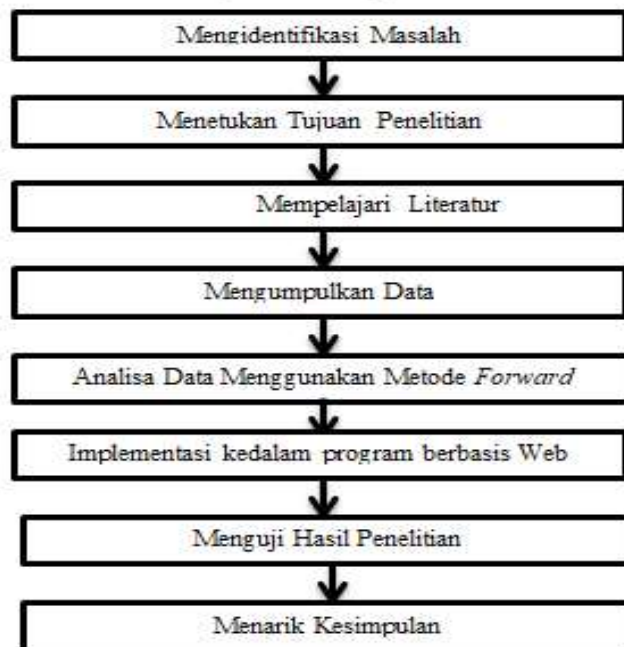 Mengidentifikasi Masalah
Menetukan Tujuan Penelitian
Mempelajari Literatur
Mengumpulkan Data
Analisa Data Menggunakan Metode Forward
Implementasi kedalam program berbasis Web
Menguji Hasil Penelitian
Menarik Kesimpulan